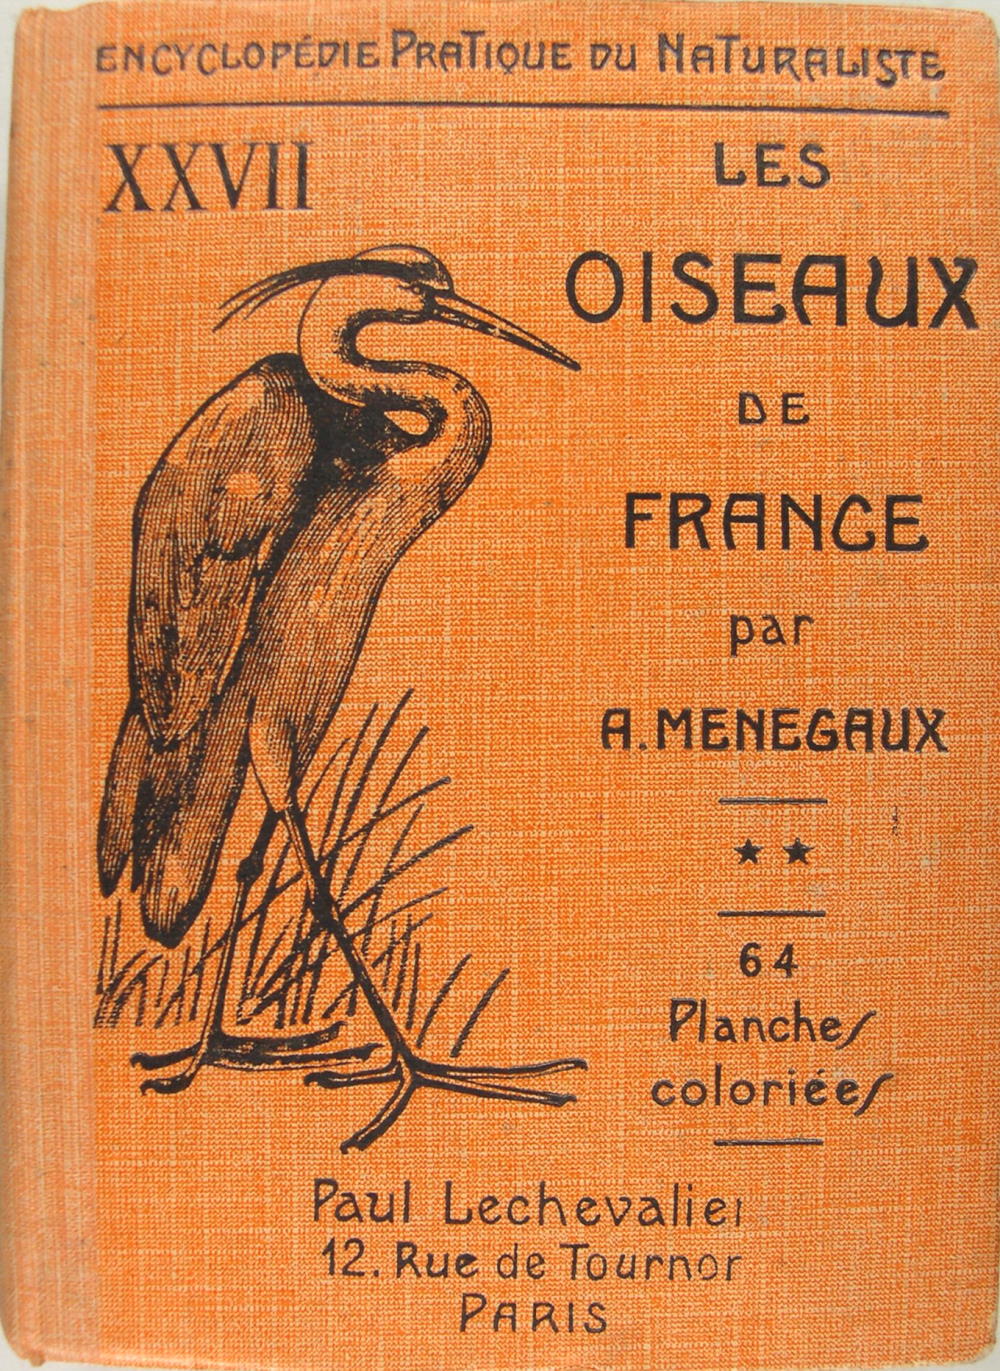 ENCYCLOPÉDIE PRATIQUE DU NATURALISTE
XXVII
LES
OISEAUX
DE
FRANCE
par
A. MENEGAUX
★ ★
64
Planches
coloriées
Paul Lechevalier
12. Rue de Tournon
PARIS